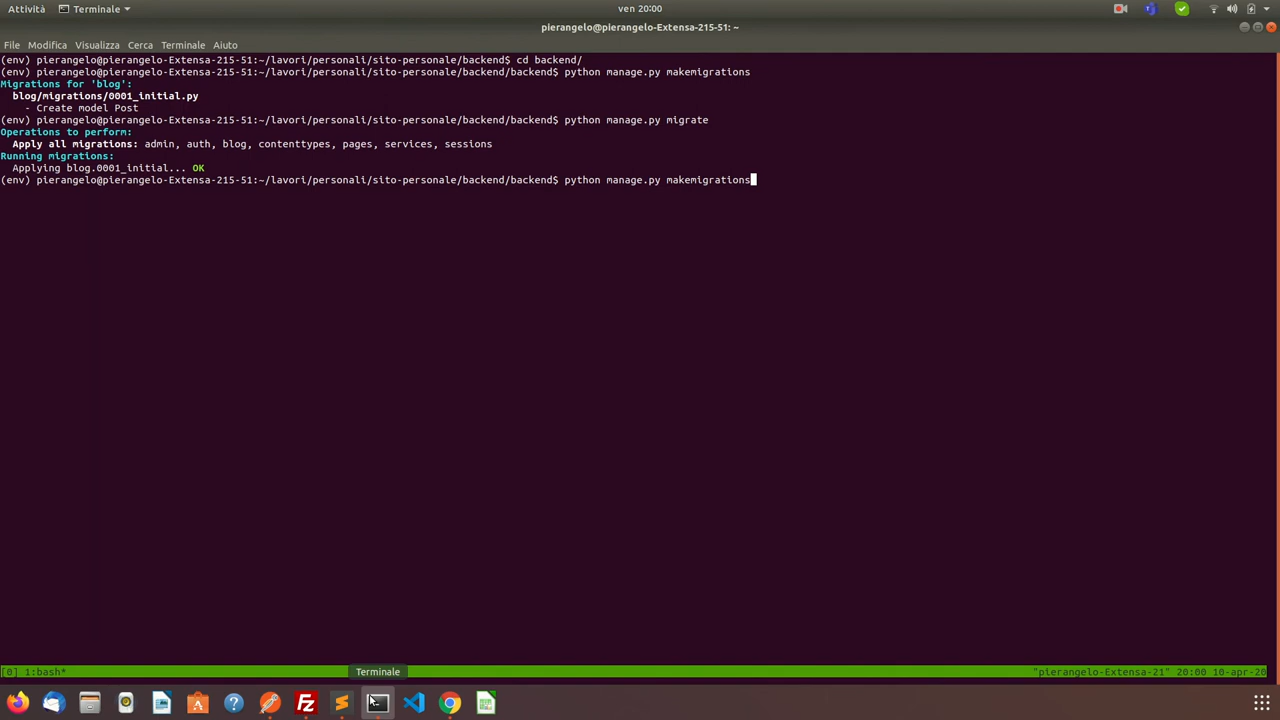 Attività
Terminale
ven 20:00
pierangelo@pierangelo-Extensa-215-51: ~
File Modifica Visualizza Cerca Terminale Aiuto
(env) pierangelo@pierangelo-Extensa-215-51:~/lavori/personali/sito-personale/backend$ cd backend/
(env) pierangelo@pierangelo-Extensa-215-51:~/lavori/personali/sito-personale/backend/backend$ python manage.py makemigrations
Migrations for 'blog':
blog/migrations/0001_initial.py
- Create model Post
(env) pierangelo@pierangelo-Extensa-215-51:~/lavori/personali/sito-personale/backend/backend$ python manage.py migrate
Operations to perform:
Apply all migrations: admin, auth, blog, contenttypes, pages, services, sessions
Running migrations:
Applying blog.0001_initial... OK
(env) pierangelo@pierangelo-Extensa-215-51:~/lavori/personali/sito-personale/backend/backend$ python manage.py makemigrations
[0] 1:bash*
"pierangelo-Extensa-21" 20:00 10-apr-20
Terminale